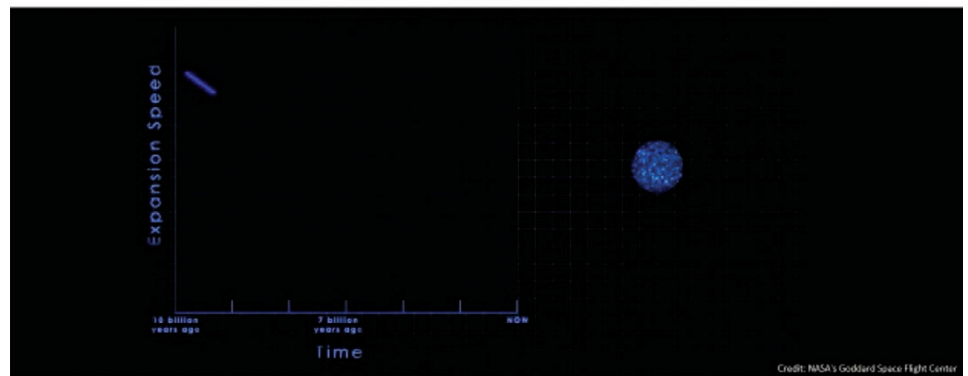 Expansion Speed
10 billion
years ago
7 billion
years ago
NOW
Time
Credit: NASA's Goddard Space Flight Center